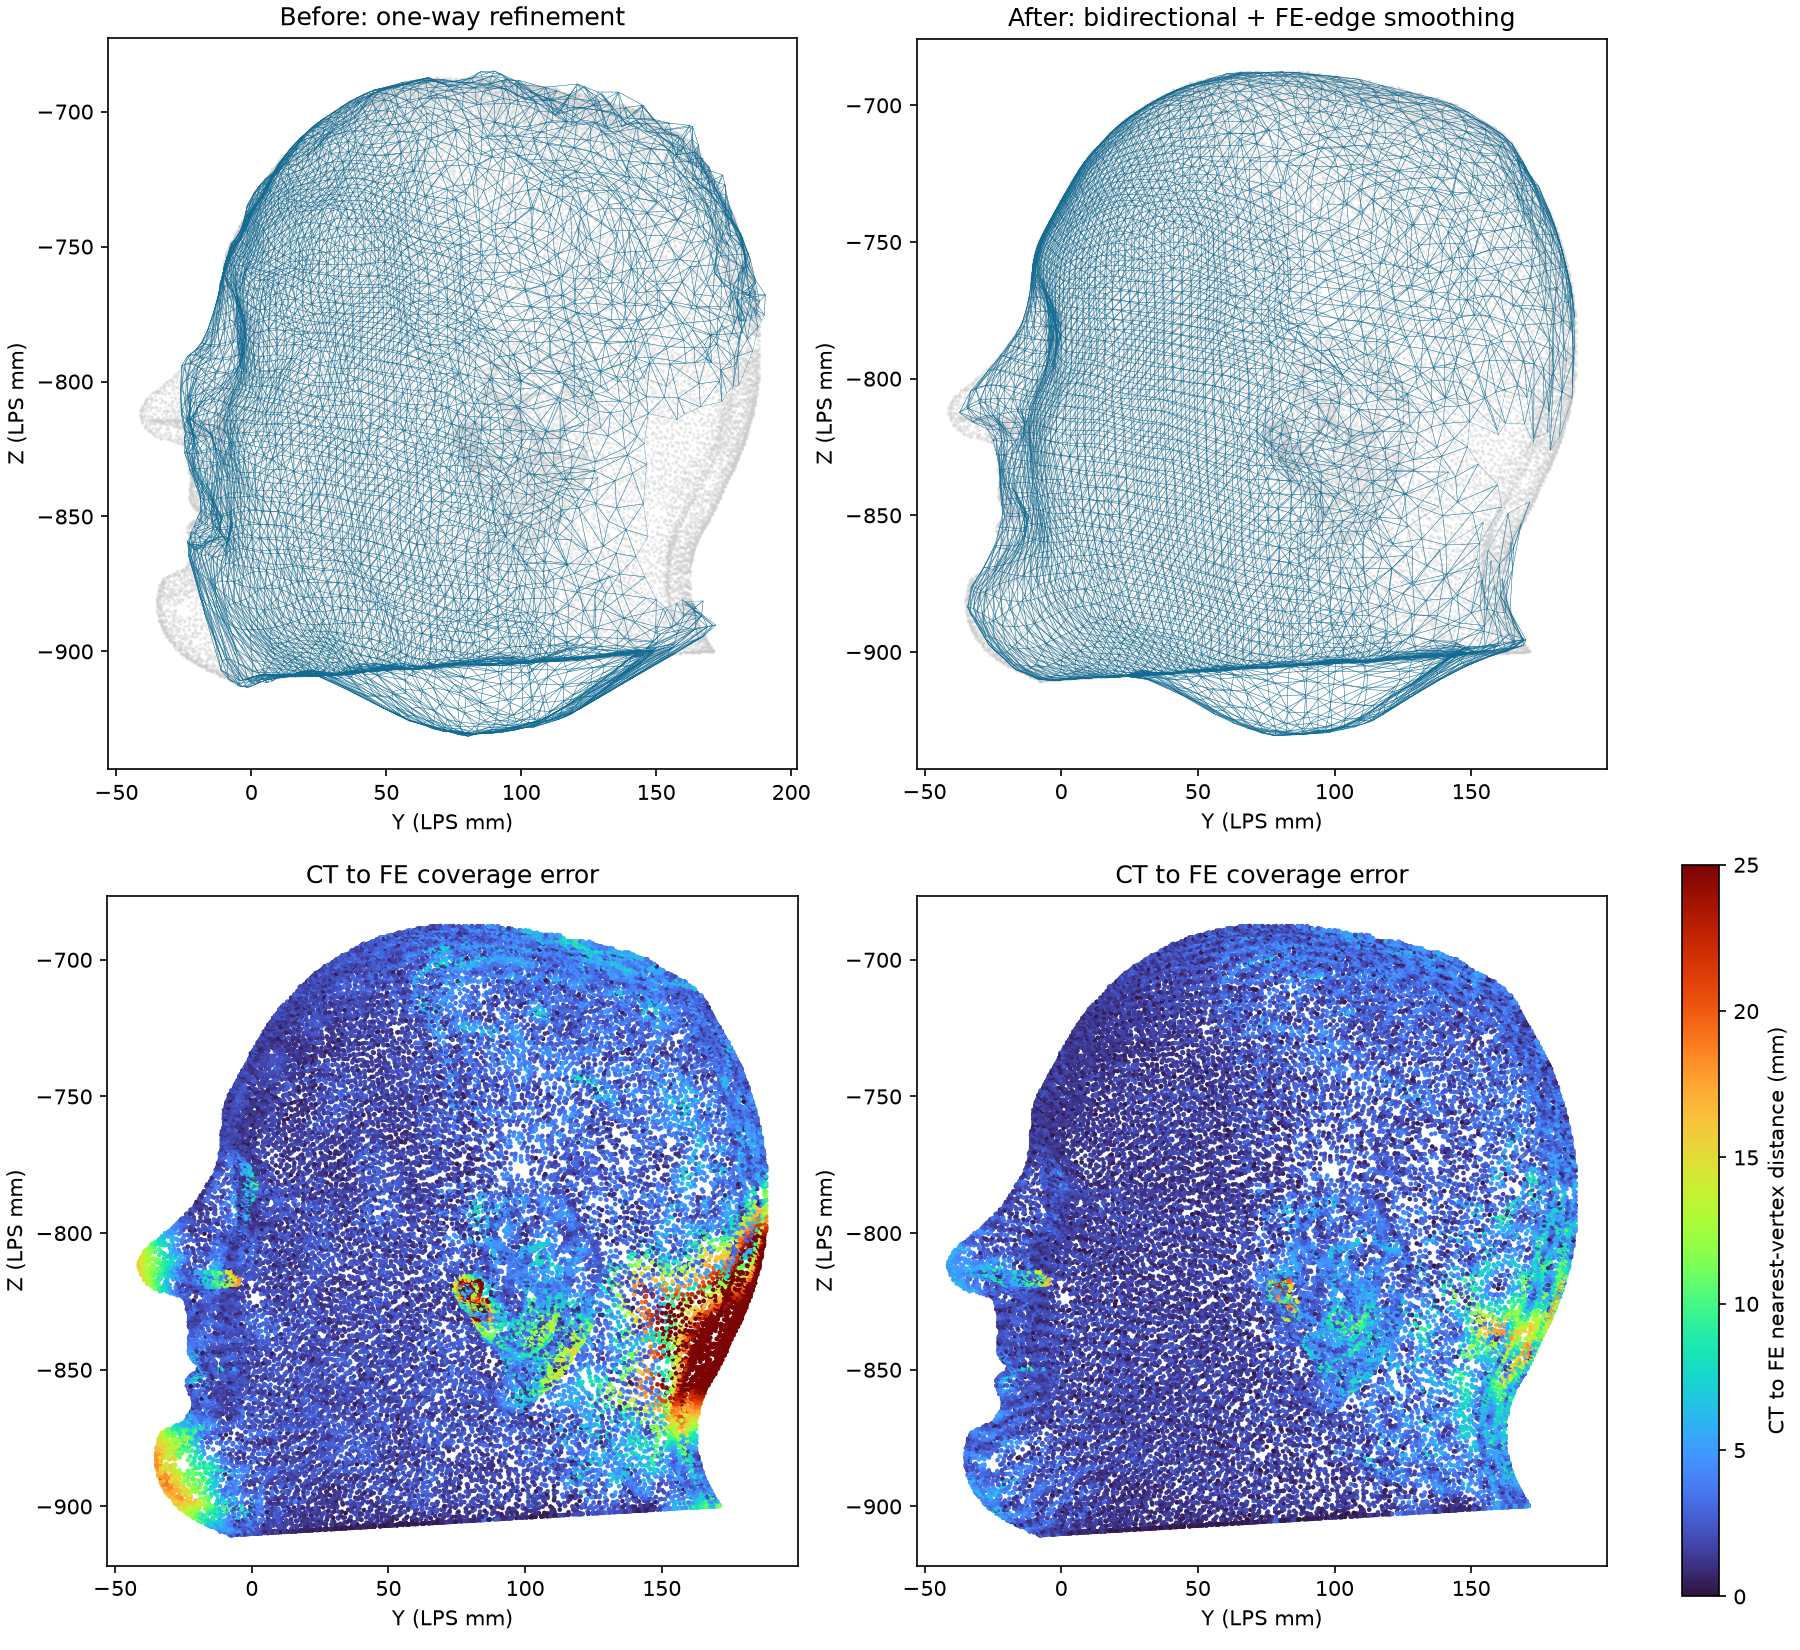 Before: one-way refinement
After: bidirectional + FE-edge smoothing
−700
−750
−800
−850
−900
Z (LPS mm)
−50 0 50 100 150 200
Y (LPS mm)
−700
−750
−800
−850
−900
Z (LPS mm)
−50 0 50 100 150
Y (LPS mm)
CT to FE coverage error
CT to FE coverage error
−700
−750
−800
−850
−900
Z (LPS mm)
−50 0 50 100 150
Y (LPS mm)
−700
−750
−800
−850
−900
Z (LPS mm)
−50 0 50 100 150
Y (LPS mm)
25
20
15
10
5
0
CT to FE nearest-vertex distance (mm)